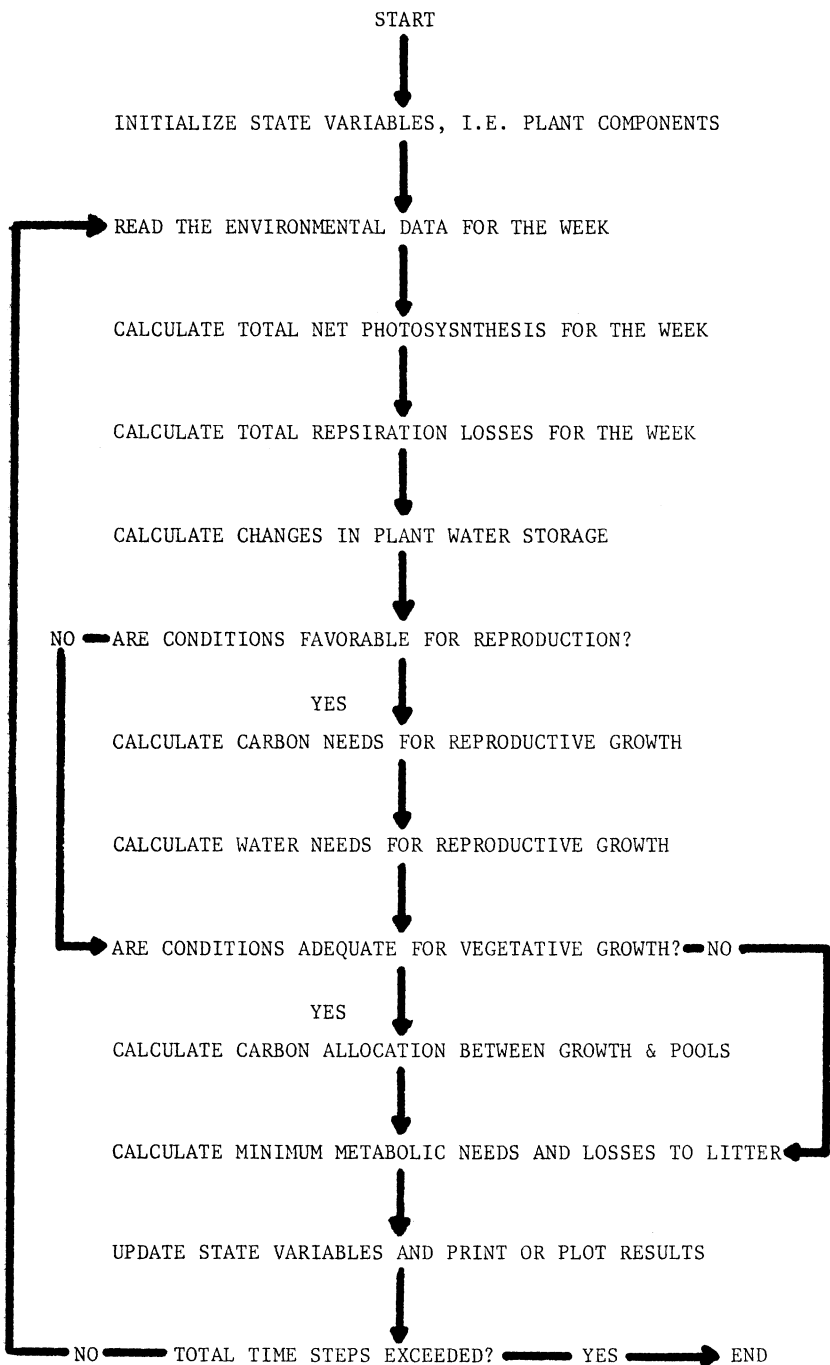 START
INITIALIZE STATE VARIABLES, I.E. PLANT COMPONENTS
READ THE ENVIRONMENTAL DATA FOR THE WEEK
CALCULATE TOTAL NET PHOTOSYSNTHESIS FOR THE WEEK
CALCULATE TOTAL REPSIRATION LOSSES FOR THE WEEK
CALCULATE CHANGES IN PLANT WATER STORAGE
NO ARE CONDITIONS FAVORABLE FOR REPRODUCTION?
YES
CALCULATE CARBON NEEDS FOR REPRODUCTIVE GROWTH
CALCULATE WATER NEEDS FOR REPRODUCTIVE GROWTH
ARE CONDITIONS ADEQUATE FOR VEGETATIVE GROWTH? NO
YES
CALCULATE CARBON ALLOCATION BETWEEN GROWTH & POOLS
CALCULATE MINIMUM METABOLIC NEEDS AND LOSSES TO LITTER
UPDATE STATE VARIABLES AND PRINT OR PLOT RESULTS
NO TOTAL TIME STEPS EXCEEDED? YES END